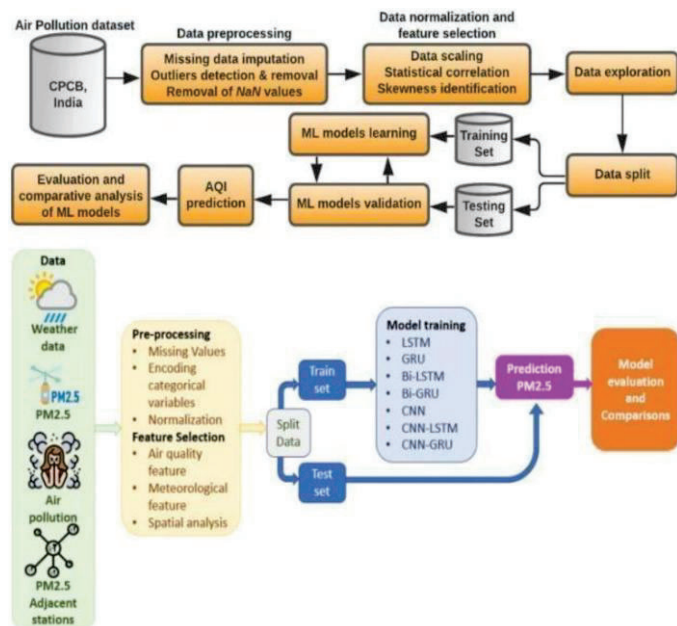 Air Pollution dataset
CPCB,
India
Data preprocessing
Missing data imputation
Outliers detection & removal
Removal of NaN values
Data normalization and
feature selection
Data scaling
Statistical correlation
Skewness identification
Data exploration
Data split
Training
Set
Testing
Set
ML models learning
ML models validation
AQI
prediction
Evaluation and
comparative analysis
of ML models
Data
Weather
data
PM2.5
PM2.5
Air
pollution
PM2.5
Adjacent
stations
Pre-processing
• Missing Values
• Encoding
categorical
variables
• Normalization
Feature Selection
• Air quality
feature
• Meteorological
feature
• Spatial analysis
Split
Data
Train
set
Test
set
Model training
• LSTM
• GRU
• Bi-LSTM
• Bi-GRU
• CNN
• CNN-LSTM
• CNN-GRU
Prediction
PM2.5
Model
evaluation
and
Comparisons